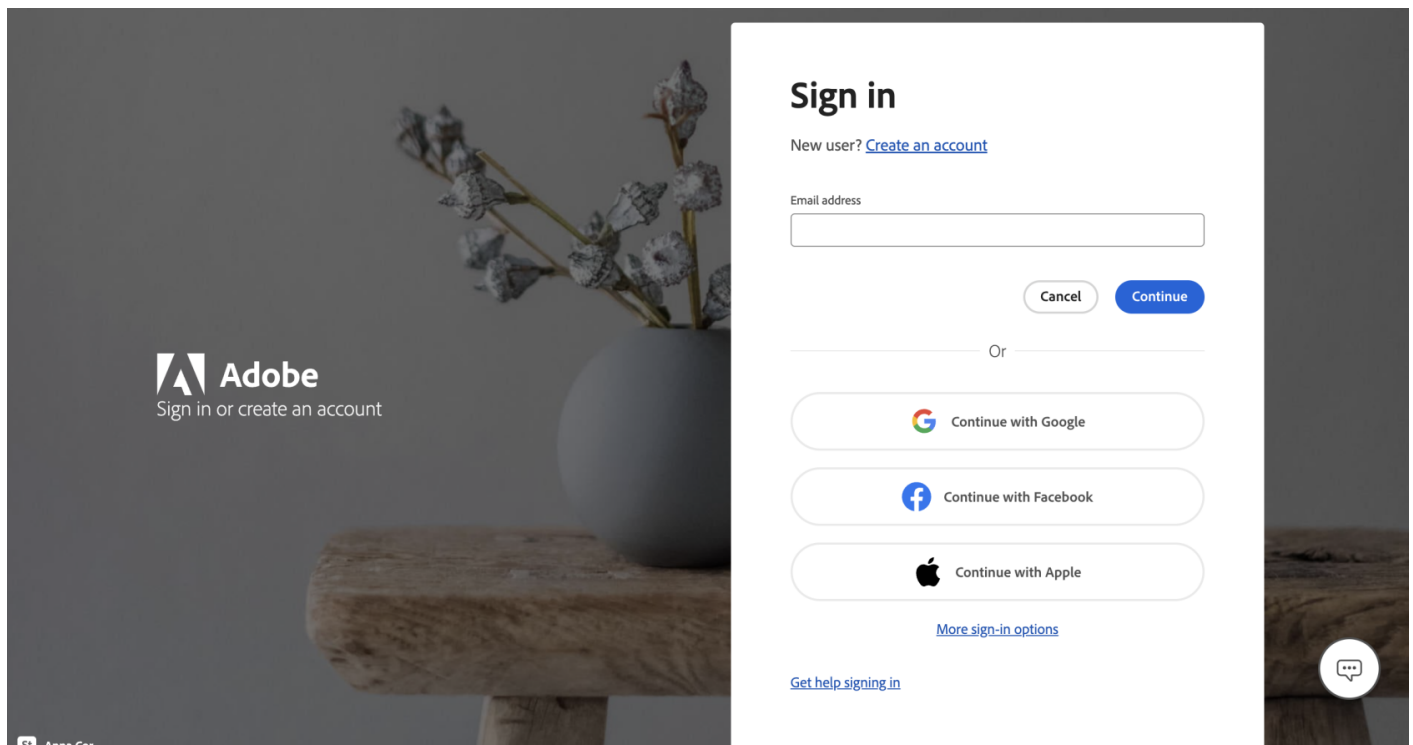 Sign in
New user? Create an account
Email address
Cancel
Continue
Or
Adobe
Sign in or create an account
Continue with Google
Continue with Facebook
Continue with Apple
More sign-in options
Get help signing in